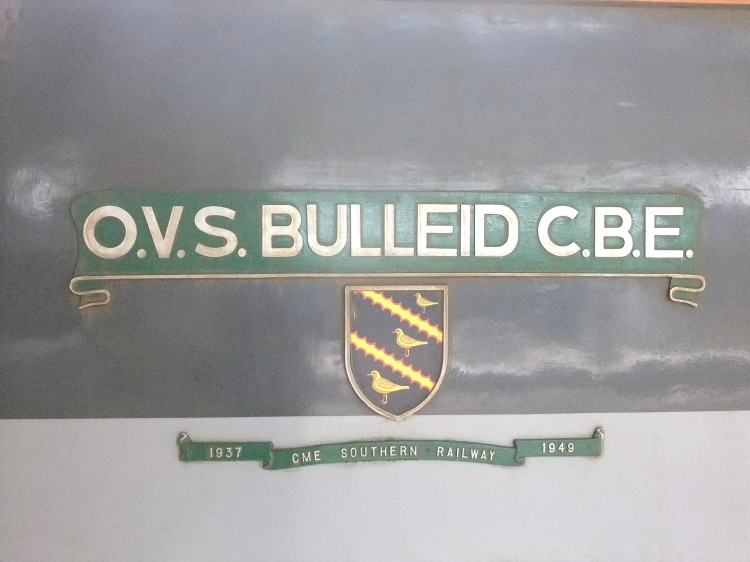 O.V.S. BULLEID C.B.E.
1937 CME SOUTHERN RAILWAY 1949